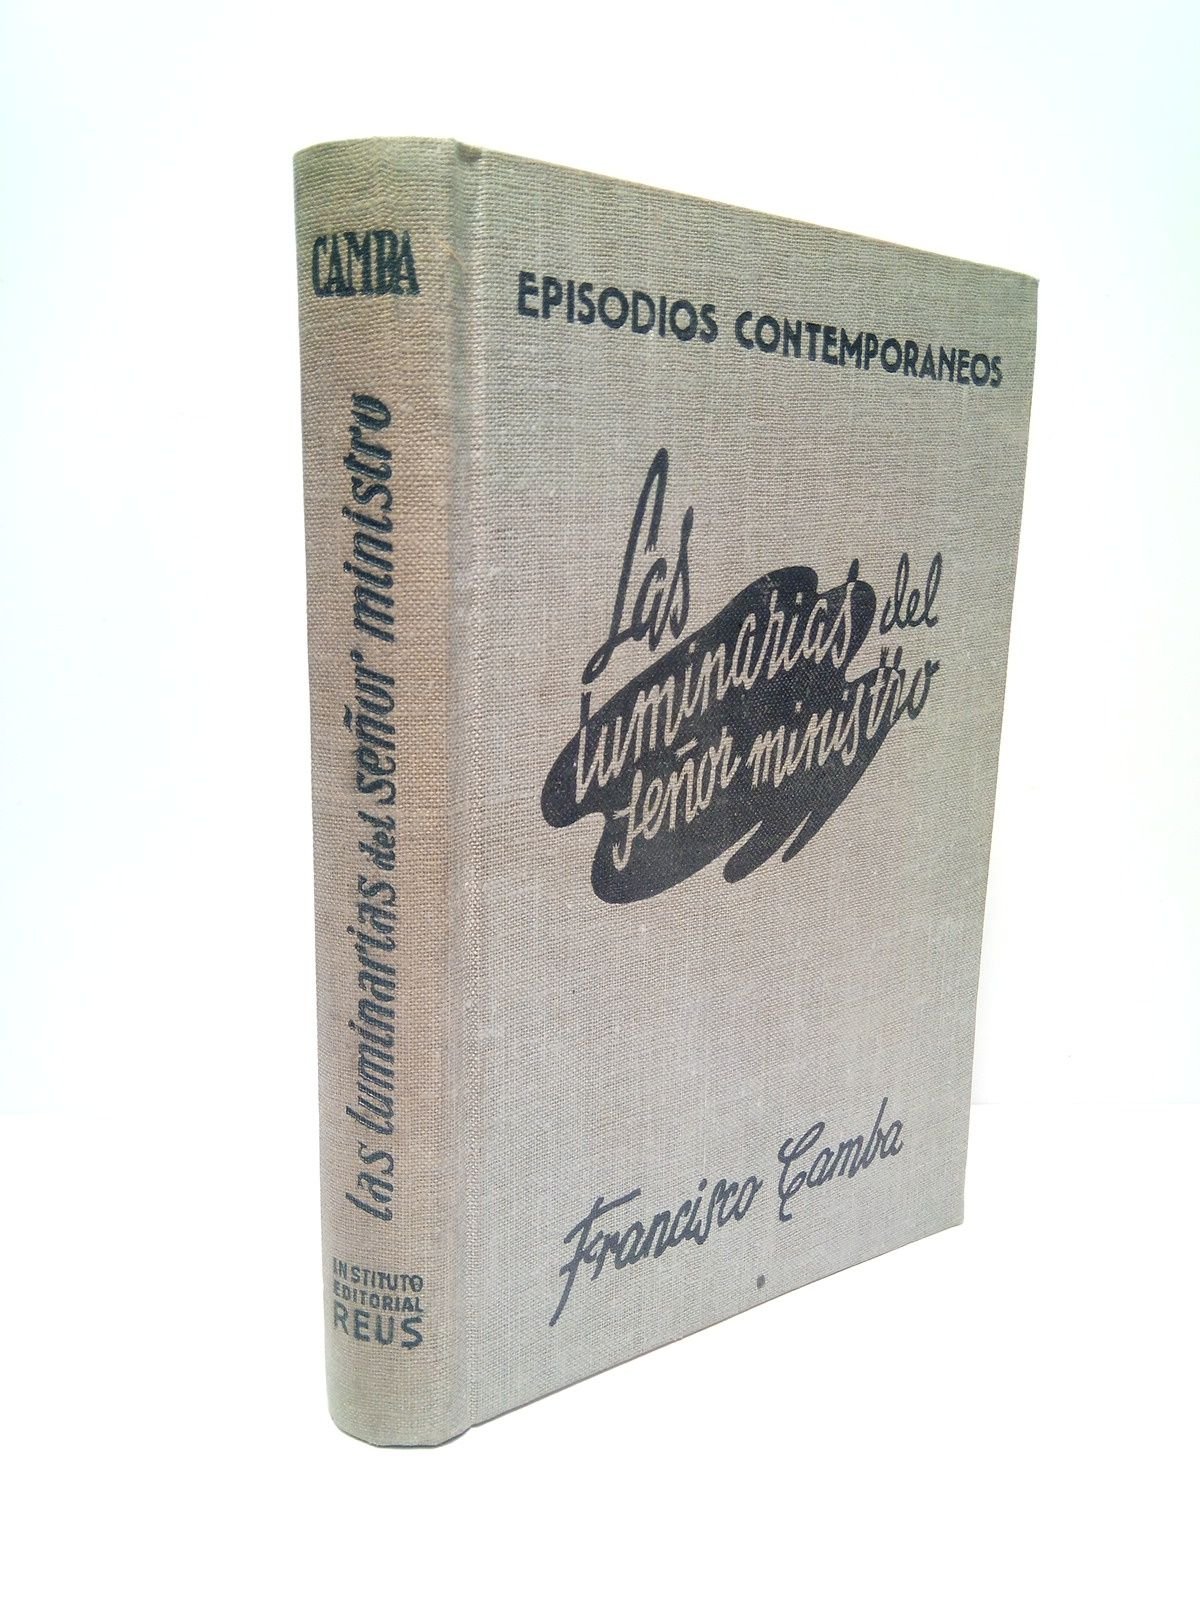 CAMBA
Las luminarias del señor ministro
INSTITUTO
EDITORIAL
REUS
EPISODIOS CONTEMPORANEOS
Las
luminarias del
señor ministro
Francisco Camba